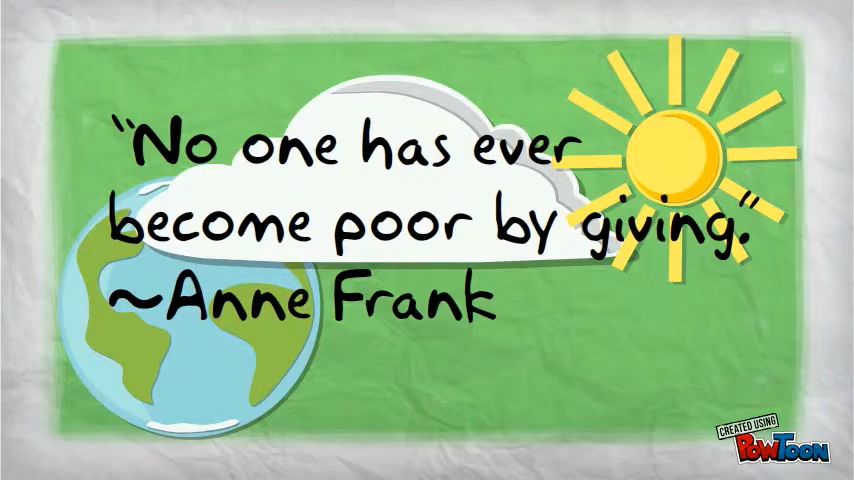 "No one has ever
become poor by giving."
~Anne Frank
CREATED USING
POWTOON